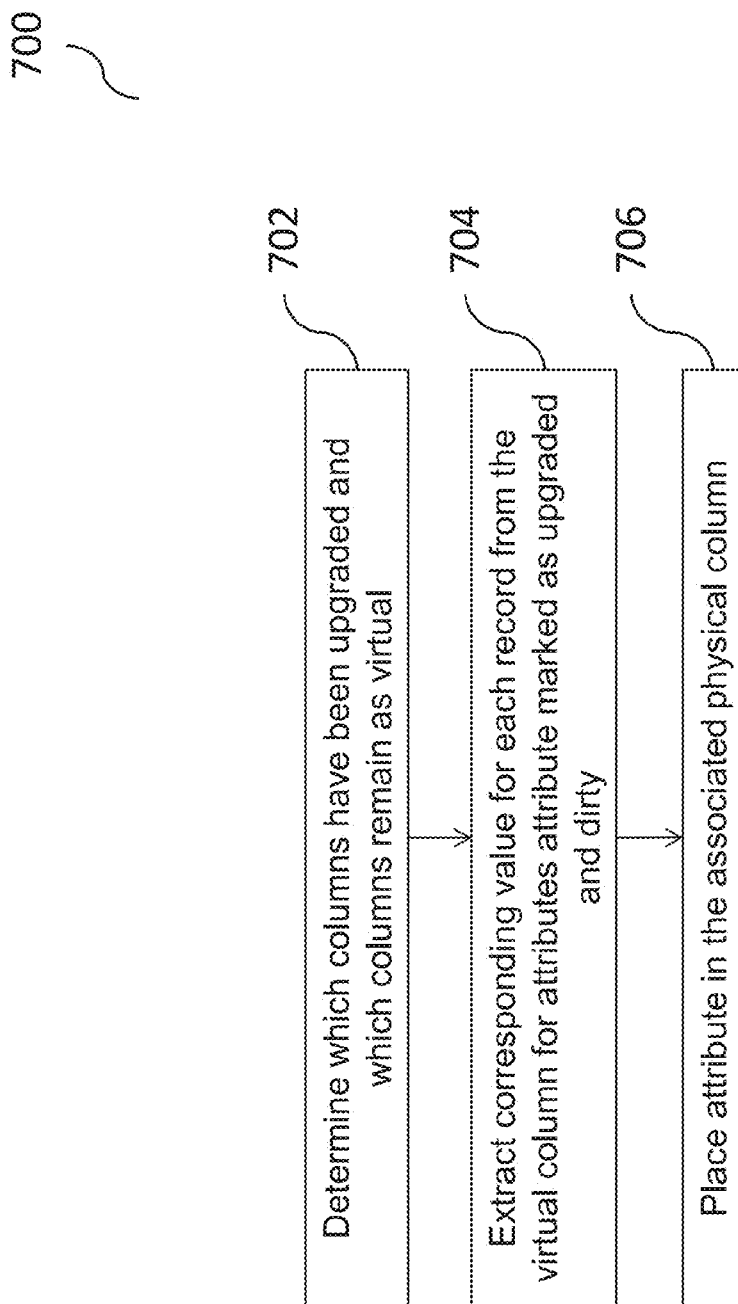 700
702
Determine which columns have been upgraded and
which columns remain as virtual
704
Extract corresponding value for each record from the
virtual column for attributes attribute marked as upgraded
and dirty
706
Place attribute in the associated physical column